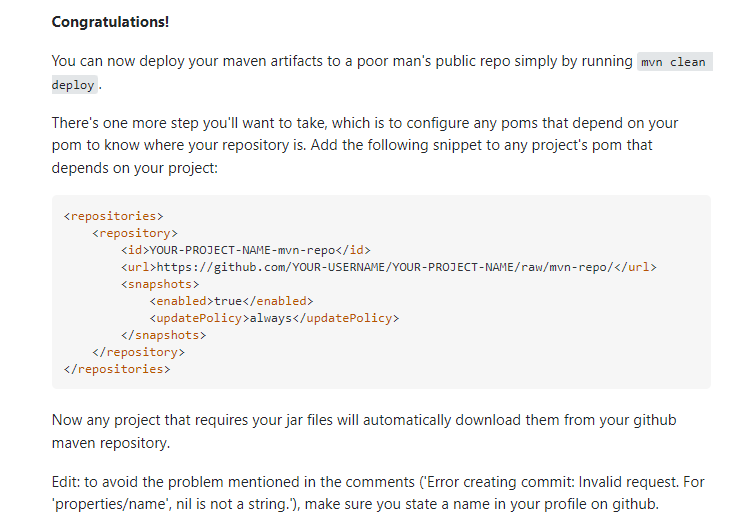 Congratulations!
You can now deploy your maven artifacts to a poor man's public repo simply by running mvn clean
deploy.
There's one more step you'll want to take, which is to configure any poms that depend on your
pom to know where your repository is. Add the following snippet to any project's pom that
depends on your project:
<repositories>
    <repository>
        <id>YOUR-PROJECT-NAME-mvn-repo</id>
        <url>https://github.com/YOUR-USERNAME/YOUR-PROJECT-NAME/raw/mvn-repo/</url>
        <snapshots>
            <enabled>true</enabled>
            <updatePolicy>always</updatePolicy>
        </snapshots>
    </repository>
</repositories>
Now any project that requires your jar files will automatically download them from your github
maven repository.
Edit: to avoid the problem mentioned in the comments ('Error creating commit: Invalid request. For
'properties/name', nil is not a string.'), make sure you state a name in your profile on github.